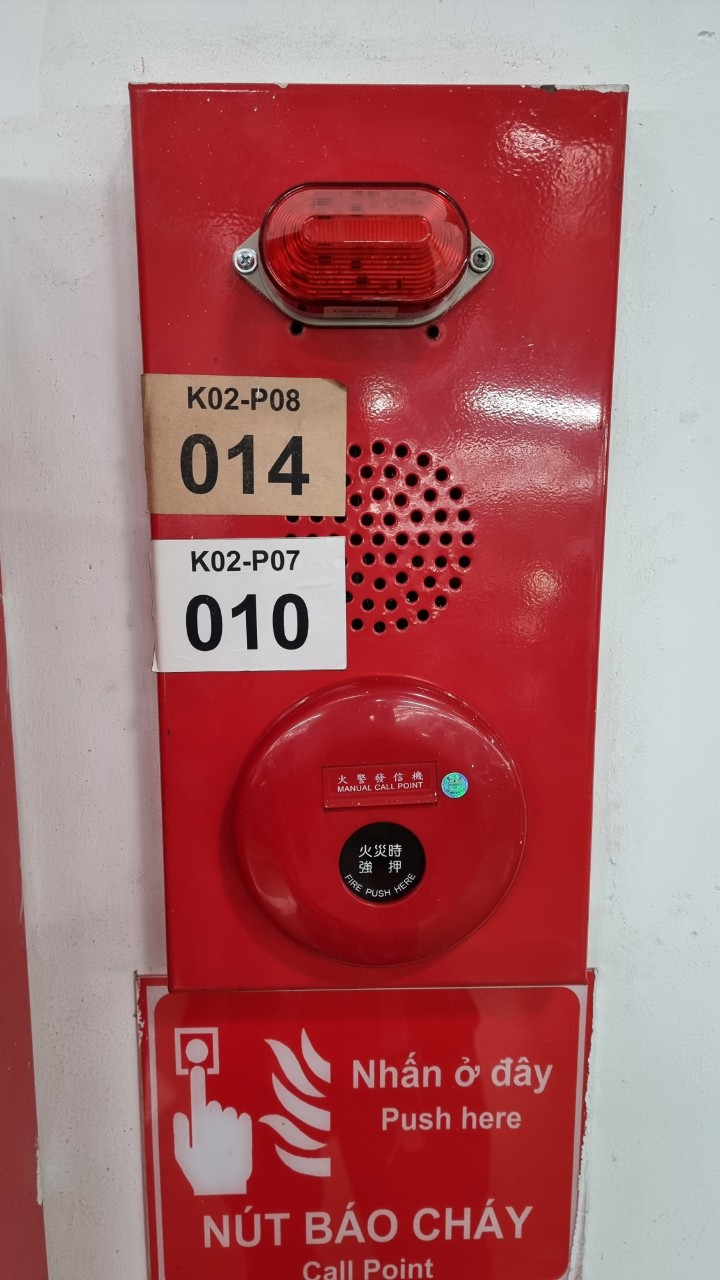 K02-P08
014
K02-P07
010
火警發信機
MANUAL CALL POINT
火災時
強 押
FIRE PUSH HERE
Nhấn ở đây
Push here
NÚT BÁO CHÁY
Call Point